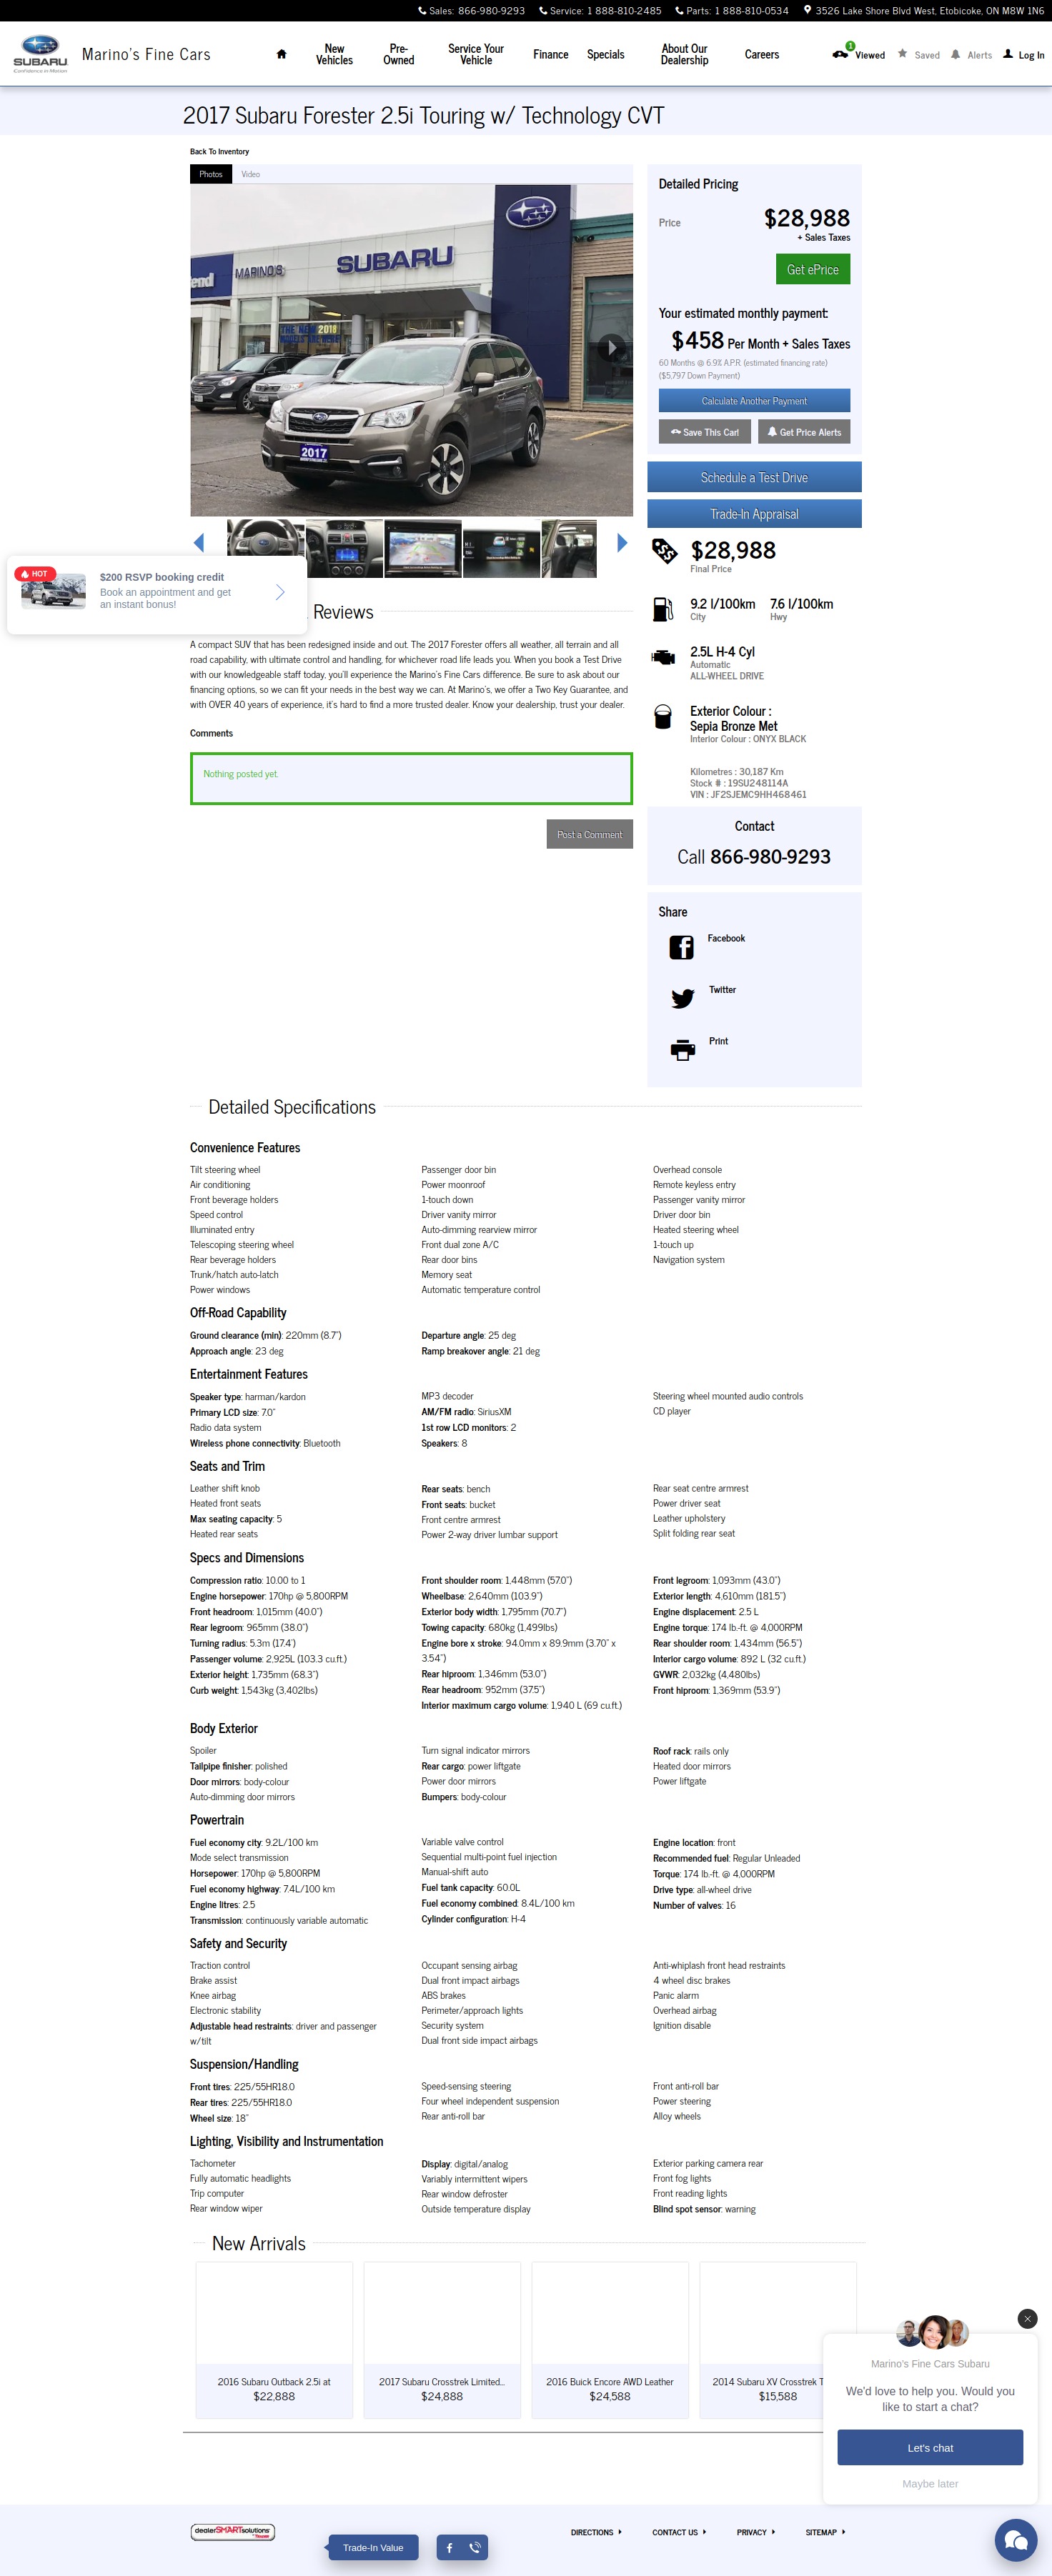 Sales: 866-980-9293 Service: 1 888-810-2485 Parts: 1 888-810-0534 3526 Lake Shore Blvd West, Etobicoke, ON M8W 1N6
SUBARU
Confidence in Motion
Marino's Fine Cars
New Vehicles
Pre-Owned
Service Your Vehicle
Finance
Specials
About Our Dealership
Careers
1
Viewed
Saved
Alerts
Log In
2017 Subaru Forester 2.5i Touring w/ Technology CVT
Back To Inventory
Photos Video
SUBARU
MARINO'S
SUBARU
THE NEW 2018
2017
HOT
$200 RSVP booking credit
Book an appointment and get
an instant bonus!
Reviews
A compact SUV that has been redesigned inside and out. The 2017 Forester offers all weather, all terrain and all
road capability, with ultimate control and handling, for whichever road life leads you. When you book a Test Drive
with our knowledgeable staff today, you'll experience the Marino's Fine Cars difference. Be sure to ask about our
financing options, so we can fit your needs in the best way we can. At Marino's, we offer a Two Key Guarantee, and
with OVER 40 years of experience, it's hard to find a more trusted dealer. Know your dealership, trust your dealer.
Comments
Nothing posted yet.
Post a Comment
Detailed Pricing
Price $28,988
+ Sales Taxes
Get ePrice
Your estimated monthly payment:
$458 Per Month + Sales Taxes
60 Months @ 6.9% A.P.R. (estimated financing rate)
($5,797 Down Payment)
Calculate Another Payment
Save This Car!
Get Price Alerts
Schedule a Test Drive
Trade-In Appraisal
$28,988
Final Price
9.2 l/100km 7.6 l/100km
City Hwy
2.5L H-4 Cyl
Automatic
ALL-WHEEL DRIVE
Exterior Colour :
Sepia Bronze Met
Interior Colour : ONYX BLACK
Kilometres : 30,187 Km
Stock # : 19SU248114A
VIN : JF2SJEMC9HH468461
Contact
Call 866-980-9293
Share
Facebook
Twitter
Print
Detailed Specifications
Convenience Features
Tilt steering wheel
Air conditioning
Front beverage holders
Speed control
Illuminated entry
Telescoping steering wheel
Rear beverage holders
Trunk/hatch auto-latch
Power windows
Passenger door bin
Power moonroof
1-touch down
Driver vanity mirror
Auto-dimming rearview mirror
Front dual zone A/C
Rear door bins
Memory seat
Automatic temperature control
Overhead console
Remote keyless entry
Passenger vanity mirror
Driver door bin
Heated steering wheel
1-touch up
Navigation system
Off-Road Capability
Ground clearance (min): 220mm (8.7")
Approach angle: 23 deg
Departure angle: 25 deg
Ramp breakover angle: 21 deg
Entertainment Features
Speaker type: harman/kardon
Primary LCD size: 7.0"
Radio data system
Wireless phone connectivity: Bluetooth
MP3 decoder
AM/FM radio: SiriusXM
1st row LCD monitors: 2
Speakers: 8
Steering wheel mounted audio controls
CD player
Seats and Trim
Leather shift knob
Heated front seats
Max seating capacity: 5
Heated rear seats
Rear seats: bench
Front seats: bucket
Front centre armrest
Power 2-way driver lumbar support
Rear seat centre armrest
Power driver seat
Leather upholstery
Split folding rear seat
Specs and Dimensions
Compression ratio: 10.00 to 1
Engine horsepower: 170hp @ 5,800RPM
Front headroom: 1,015mm (40.0")
Rear legroom: 965mm (38.0")
Turning radius: 5.3m (17.4')
Passenger volume: 2,925L (103.3 cu.ft.)
Exterior height: 1,735mm (68.3")
Curb weight: 1,543kg (3,402lbs)
Front shoulder room: 1,448mm (57.0")
Wheelbase: 2,640mm (103.9")
Exterior body width: 1,795mm (70.7")
Towing capacity: 680kg (1,499lbs)
Engine bore x stroke: 94.0mm x 89.9mm (3.70" x
3.54")
Rear hiproom: 1,346mm (53.0")
Rear headroom: 952mm (37.5")
Interior maximum cargo volume: 1,940 L (69 cu.ft.)
Front legroom: 1,093mm (43.0")
Exterior length: 4,610mm (181.5")
Engine displacement: 2.5 L
Engine torque: 174 lb.-ft. @ 4,000RPM
Rear shoulder room: 1,434mm (56.5")
Interior cargo volume: 892 L (32 cu.ft.)
GVWR: 2,032kg (4,480lbs)
Front hiproom: 1,369mm (53.9")
Body Exterior
Spoiler
Tailpipe finisher: polished
Door mirrors: body-colour
Auto-dimming door mirrors
Turn signal indicator mirrors
Rear cargo: power liftgate
Power door mirrors
Bumpers: body-colour
Roof rack: rails only
Heated door mirrors
Power liftgate
Powertrain
Fuel economy city: 9.2L/100 km
Mode select transmission
Horsepower: 170hp @ 5,800RPM
Fuel economy highway: 7.4L/100 km
Engine litres: 2.5
Transmission: continuously variable automatic
Variable valve control
Sequential multi-point fuel injection
Manual-shift auto
Fuel tank capacity: 60.0L
Fuel economy combined: 8.4L/100 km
Cylinder configuration: H-4
Engine location: front
Recommended fuel: Regular Unleaded
Torque: 174 lb.-ft. @ 4,000RPM
Drive type: all-wheel drive
Number of valves: 16
Safety and Security
Traction control
Brake assist
Knee airbag
Electronic stability
Adjustable head restraints: driver and passenger
w/tilt
Occupant sensing airbag
Dual front impact airbags
ABS brakes
Perimeter/approach lights
Security system
Dual front side impact airbags
Anti-whiplash front head restraints
4 wheel disc brakes
Panic alarm
Overhead airbag
Ignition disable
Suspension/Handling
Front tires: 225/55HR18.0
Rear tires: 225/55HR18.0
Wheel size: 18"
Speed-sensing steering
Four wheel independent suspension
Rear anti-roll bar
Front anti-roll bar
Power steering
Alloy wheels
Lighting, Visibility and Instrumentation
Tachometer
Fully automatic headlights
Trip computer
Rear window wiper
Display: digital/analog
Variably intermittent wipers
Rear window defroster
Outside temperature display
Exterior parking camera rear
Front fog lights
Front reading lights
Blind spot sensor: warning
New Arrivals
2016 Subaru Outback 2.5i at
$22,888
2017 Subaru Crosstrek Limited...
$24,888
2016 Buick Encore AWD Leather
$24,588
2014 Subaru XV Crosstrek T
$15,588
Marino's Fine Cars Subaru
We'd love to help you. Would you
like to start a chat?
Let's chat
Maybe later
dealerSMARTsolutions
Trade-In Value
DIRECTIONS
CONTACT US
PRIVACY
SITEMAP